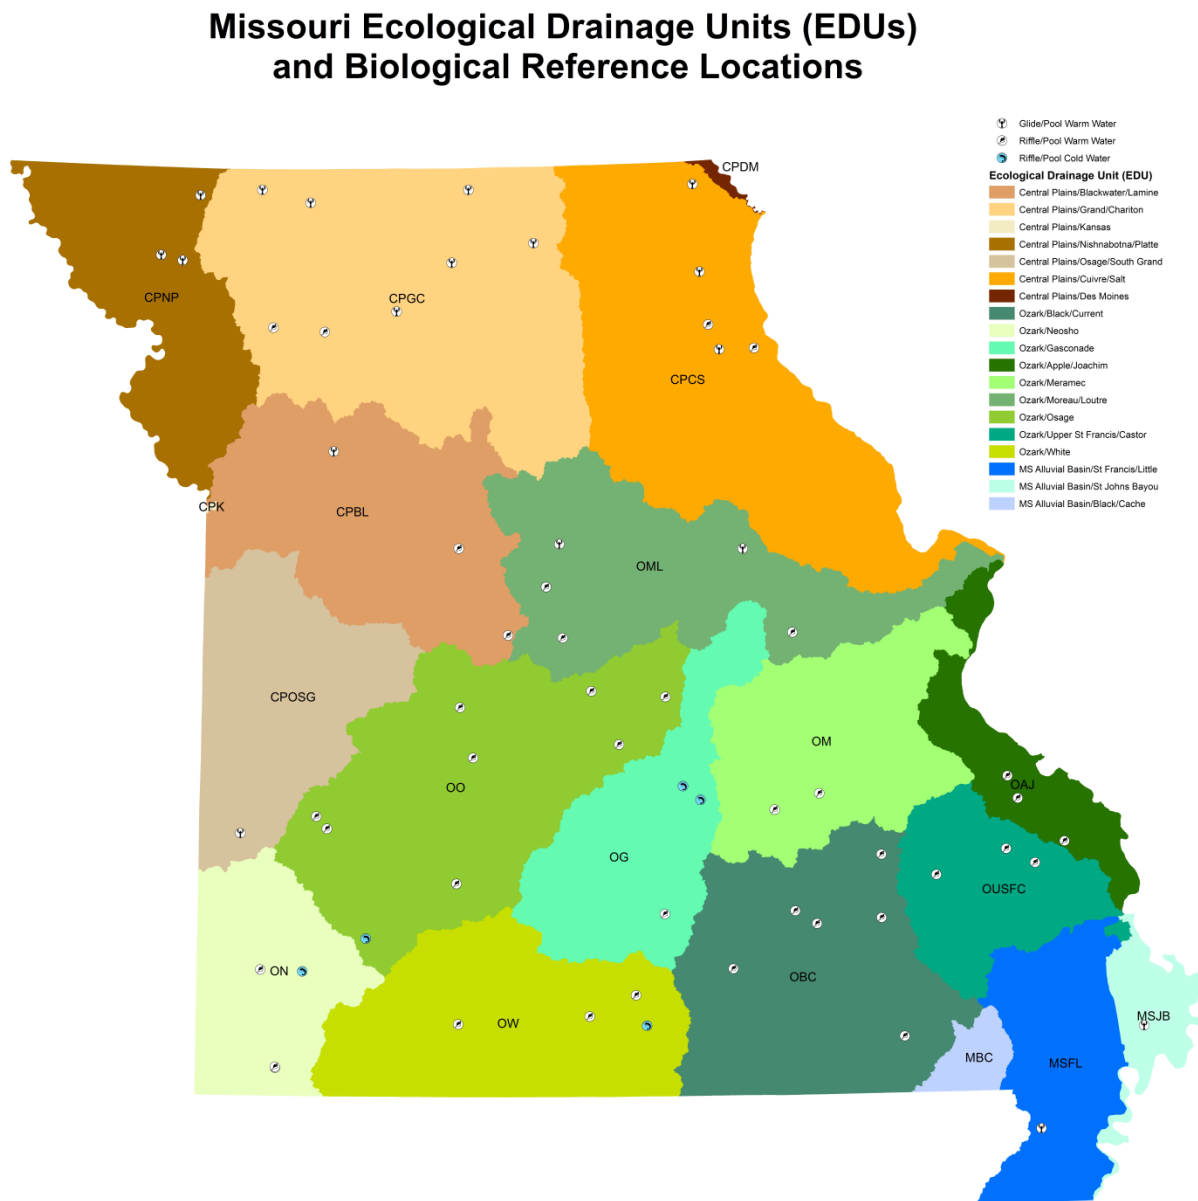 Missouri Ecological Drainage Units (EDUs)
and Biological Reference Locations
Glide/Pool Warm Water
Riffle/Pool Warm Water
Riffle/Pool Cold Water
Ecological Drainage Unit (EDU)
Central Plains/Blackwater/Lamine
Central Plains/Grand/Chariton
Central Plains/Kansas
Central Plains/Nishnabotna/Platte
Central Plains/Osage/South Grand
Central Plains/Cuivre/Salt
Central Plains/Des Moines
Ozark/Black/Current
Ozark/Neosho
Ozark/Gasconade
Ozark/Apple/Joachim
Ozark/Meramec
Ozark/Moreau/Loutre
Ozark/Osage
Ozark/Upper St Francis/Castor
Ozark/White
MS Alluvial Basin/St Francis/Little
MS Alluvial Basin/St Johns Bayou
MS Alluvial Basin/Black/Cache
CPDM
CPNP
CPGC
CPCS
CPK
CPBL
OML
CPOSG
OM
OO
OAJ
OG
OUSFC
ON
OBC
OW
MSJB
MBC
MSFL